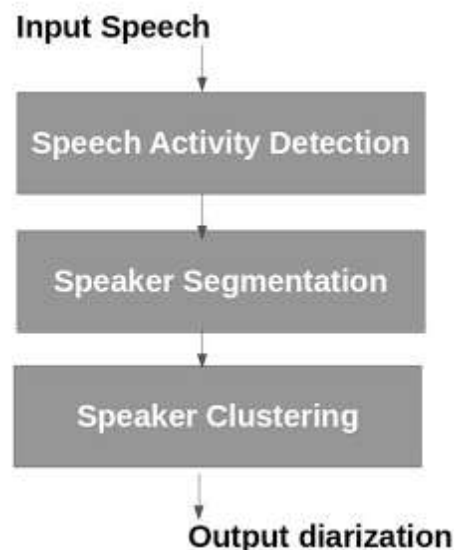 Input Speech
Speech Activity Detection
Speaker Segmentation
Speaker Clustering
Output diarization